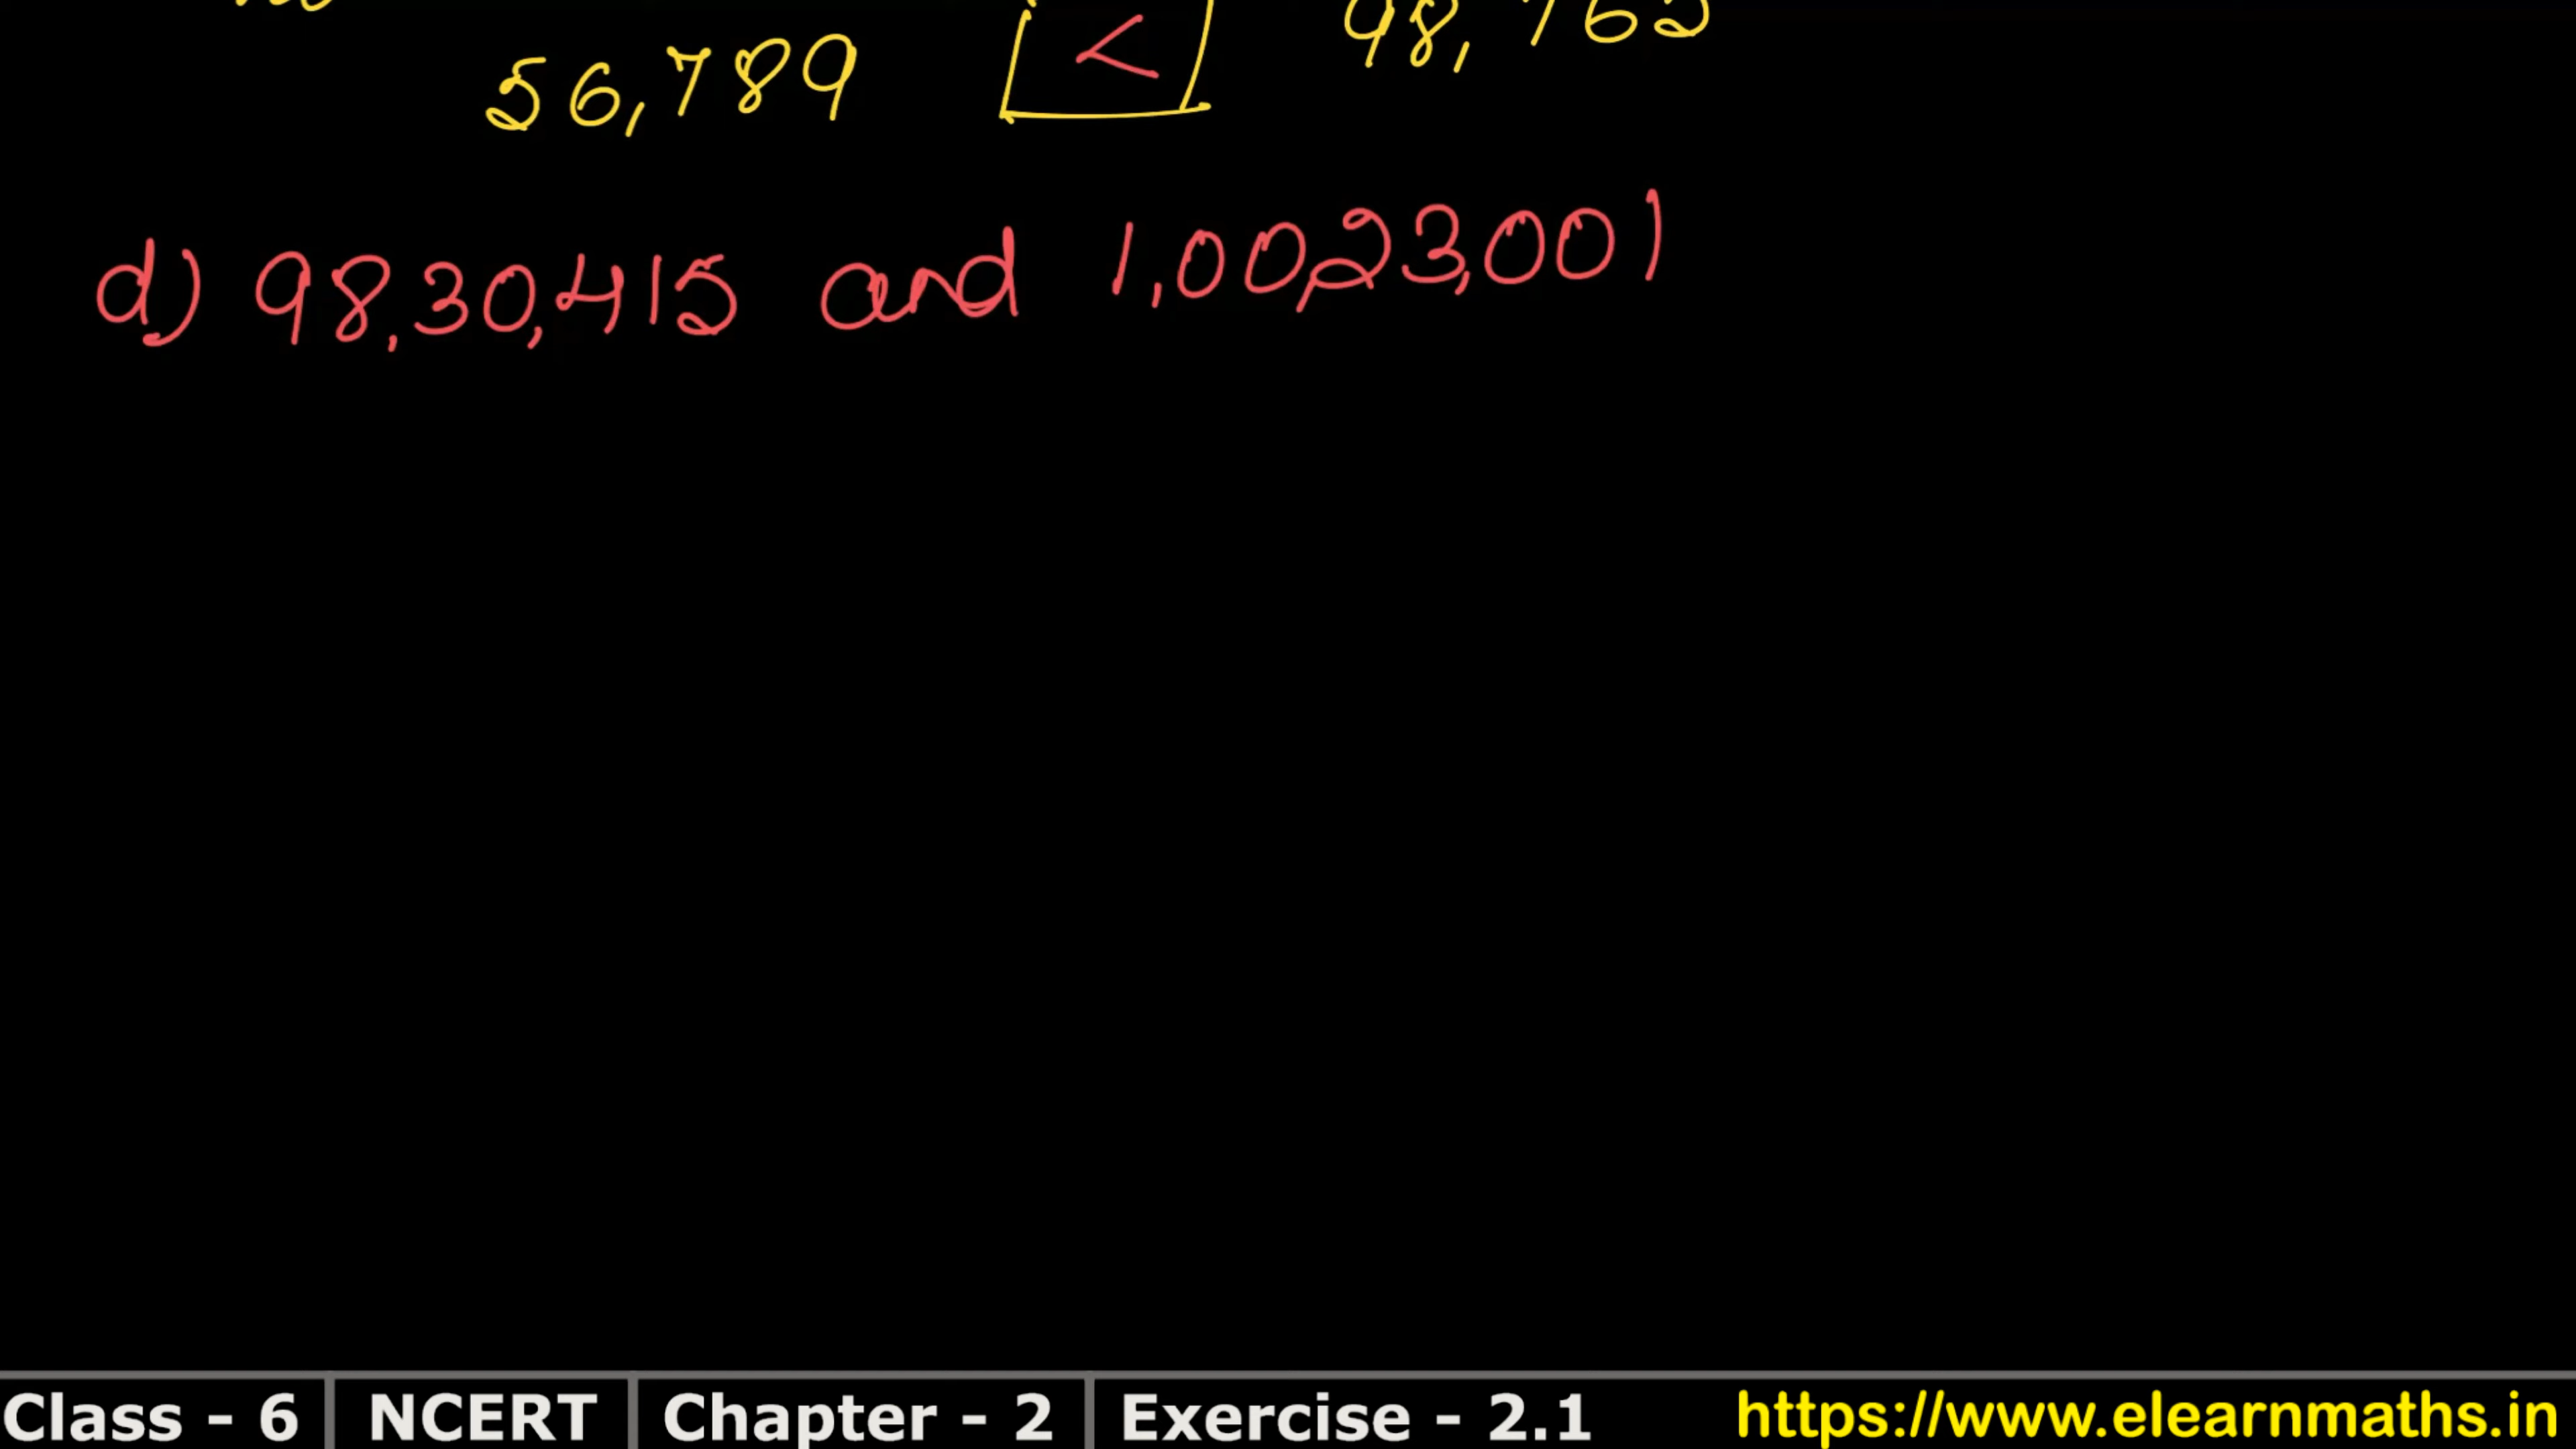 56,789 < 98,765
d) 98,30,415 and 1,00,23,001
Class - 6 NCERT Chapter - 2 Exercise - 2.1 https://www.elearnmaths.in